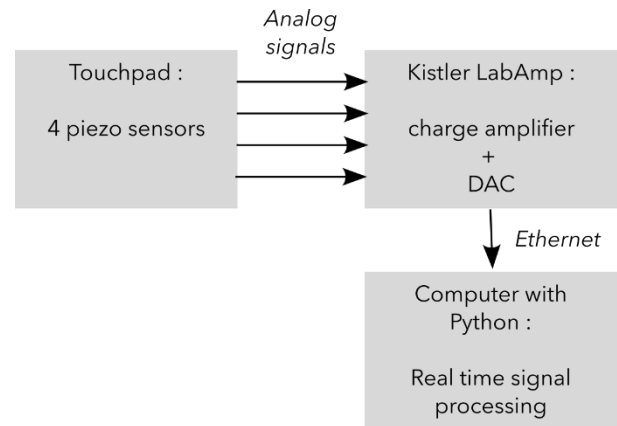 Analog
signals
Touchpad :
4 piezo sensors
Kistler LabAmp :
charge amplifier
+
DAC
Ethernet
Computer with
Python :
Real time signal
processing